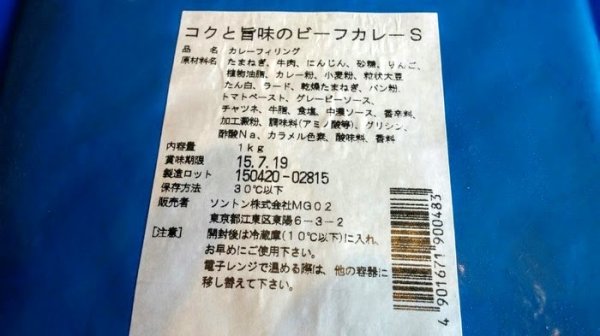 コクと旨味のビーフカレーS
品 名 カレーフィリング
原材料名 たまねぎ、牛肉、にんじん、砂糖、りんご、
植物油脂、カレー粉、小麦粉、粒状大豆
たん白、ラード、乾燥たまねぎ、パン粉、
トマトペースト、グレービーソース、
チャツネ、牛脂、食塩、中濃ソース、香辛料、
加工澱粉、調味料(アミノ酸等)、グリシン、
酢酸Na、カラメル色素、酸味料、香料
内容量 1kg
賞味期限 15.7.19
製造ロット 150420-02815
保存方法 30℃以下
販売者 ソントン株式会社MG02
東京都江東区東陽6-3-2
[注意] 開封後は冷蔵庫(10℃以下)に入れ、
お早めにご使用下さい。
電子レンジで温める際は、他の容器に
移し替えて下さい。
4901671900483